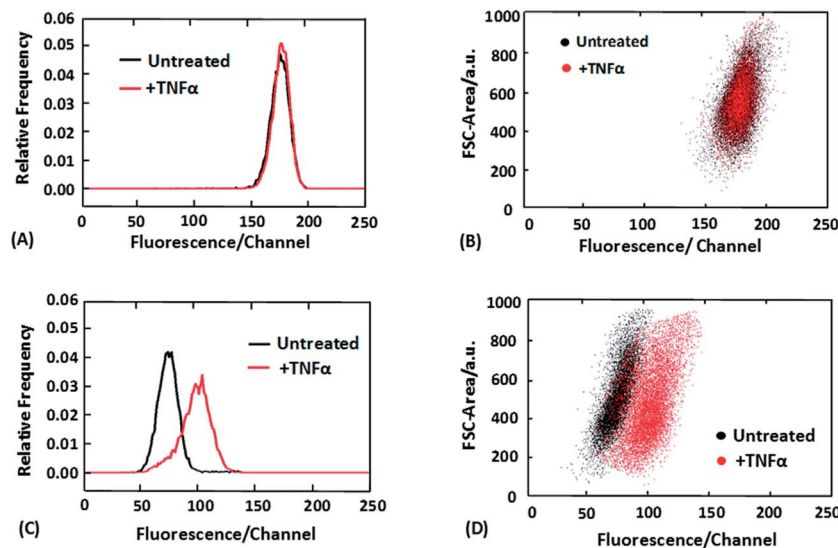 0.06
0.05
0.04
0.03
0.02
0.01
0.00
Relative Frequency
Untreated
+TNFα
0 50 100 150 200 250
Fluorescence/Channel
(A)
1000
800
600
400
200
0
FSC-Area/a.u.
Untreated
+TNFα
0 50 100 150 200 250
Fluorescence/ Channel
(B)
0.06
0.05
0.04
0.03
0.02
0.01
0.00
Relative Frequency
Untreated
+TNFα
0 50 100 150 200 250
Fluorescence/Channel
(C)
1000
800
600
400
200
0
FSC-Area/a.u.
Untreated
+TNFα
0 50 100 150 200 250
Fluorescence/Channel
(D)